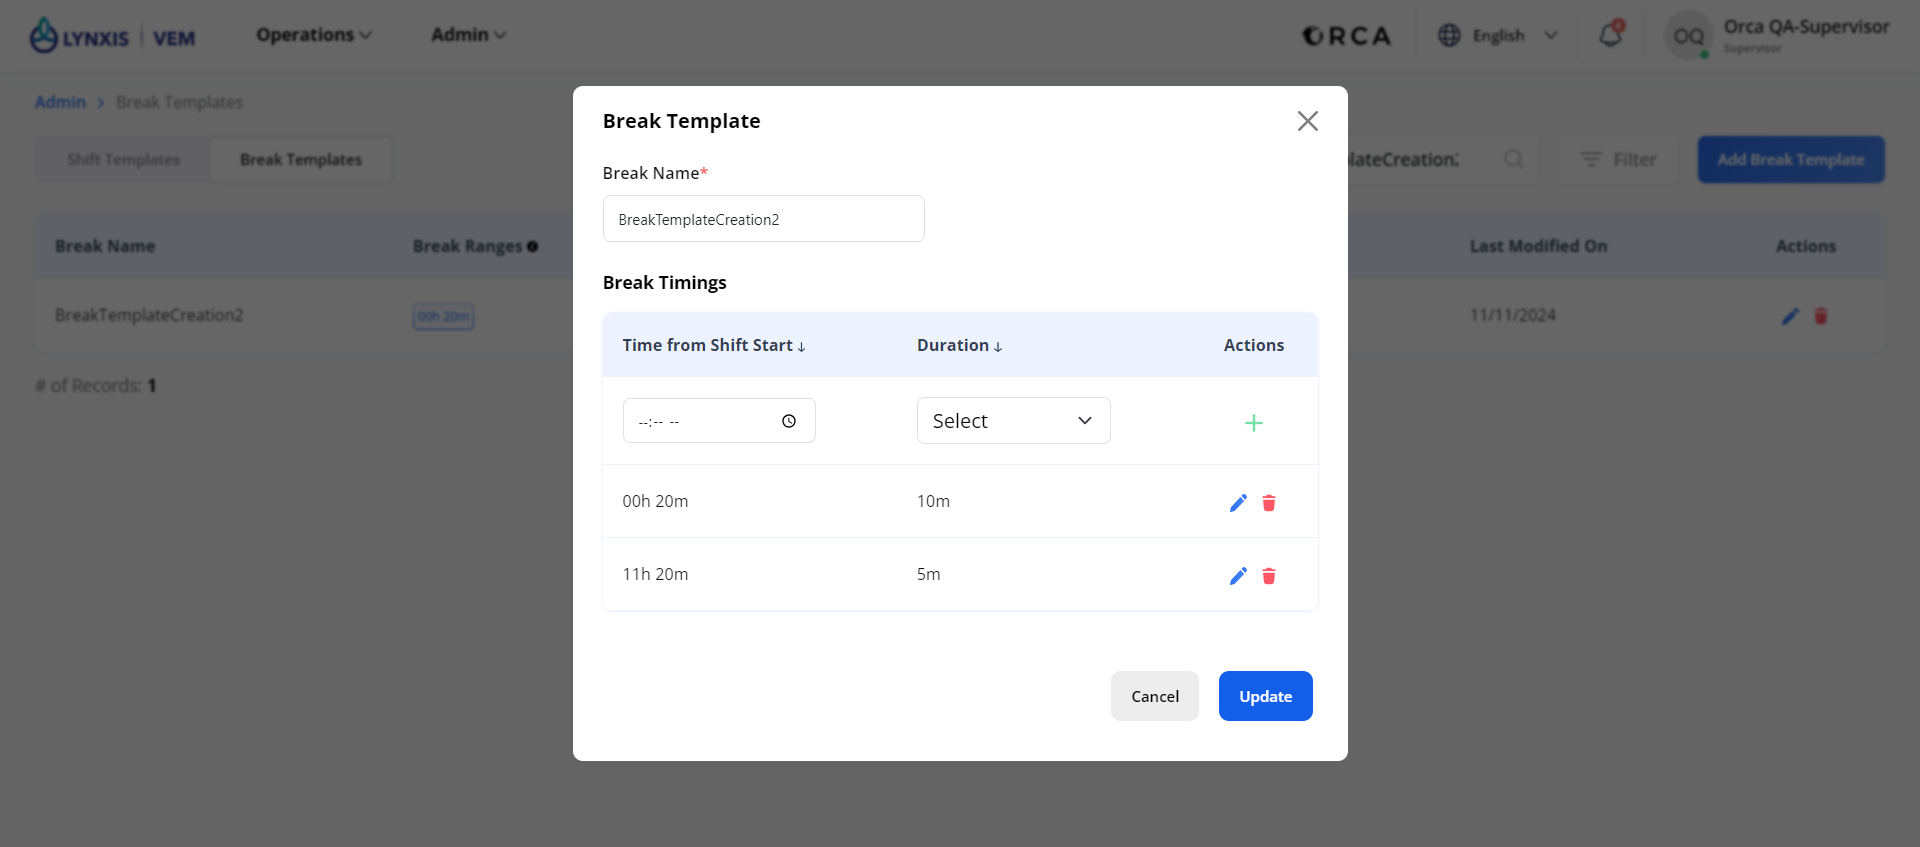 LYNXIS | VEM
Operations
Admin
ORCA
English
4
OQ
Orca QA-Supervisor
Supervisor
Admin > Break Templates
Shift Templates
Break Templates
lateCreation2
Filter
Add Break Template
Break Name
Break Ranges
Last Modified On
Actions
BreakTemplateCreation2
00h 20m
11/11/2024
# of Records: 1
Break Template
Break Name*
BreakTemplateCreation2
Break Timings
Time from Shift Start ↓
Duration ↓
Actions
--:-- --
Select
00h 20m
10m
11h 20m
5m
Cancel
Update